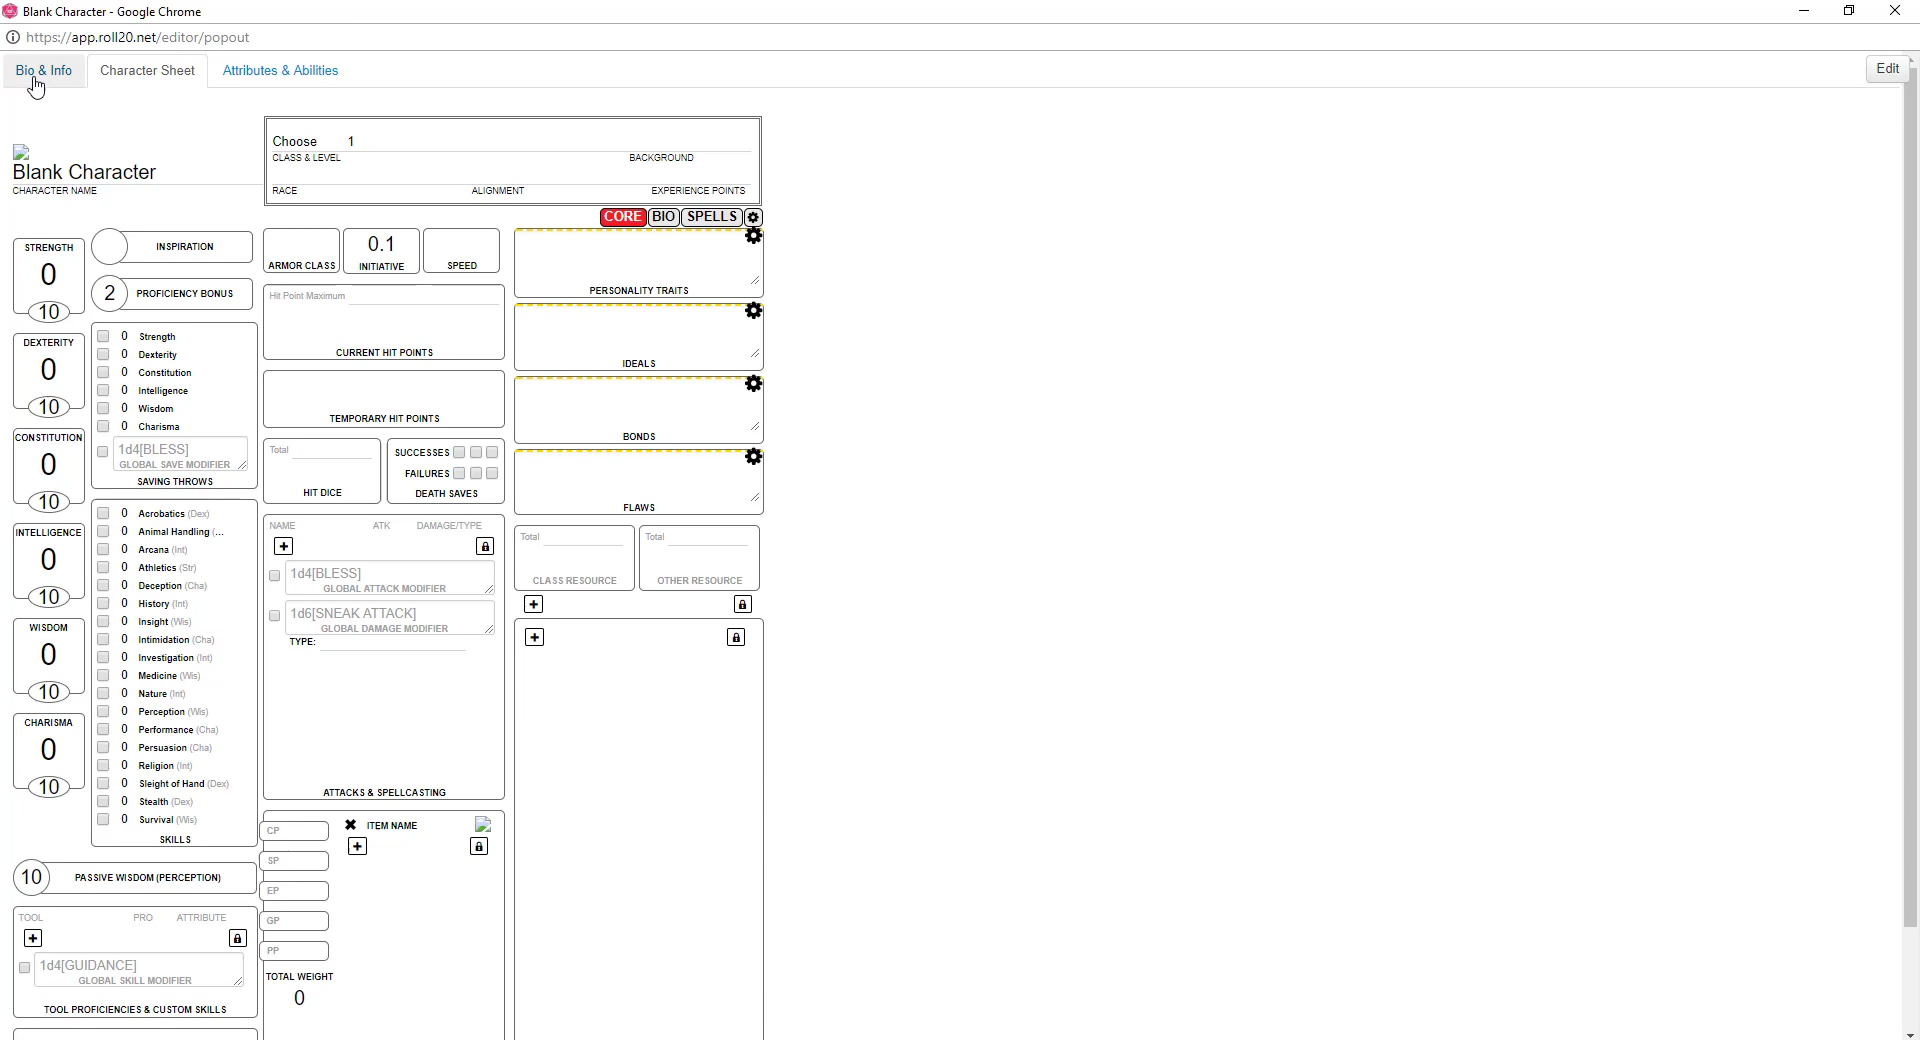 Blank Character - Google Chrome
https://app.roll20.net/editor/popout
Bio & Info Character Sheet Attributes & Abilities Edit
Choose 1
CLASS & LEVEL BACKGROUND
Blank Character
CHARACTER NAME RACE ALIGNMENT EXPERIENCE POINTS
CORE BIO SPELLS
STRENGTH
0
10
DEXTERITY
0
10
CONSTITUTION
0
10
INTELLIGENCE
0
10
WISDOM
0
10
CHARISMA
0
10
INSPIRATION
2 PROFICIENCY BONUS
0 Strength
0 Dexterity
0 Constitution
0 Intelligence
0 Wisdom
0 Charisma
1d4[BLESS]
GLOBAL SAVE MODIFIER
SAVING THROWS
0 Acrobatics (Dex)
0 Animal Handling (...
0 Arcana (Int)
0 Athletics (Str)
0 Deception (Cha)
0 History (Int)
0 Insight (Wis)
0 Intimidation (Cha)
0 Investigation (Int)
0 Medicine (Wis)
0 Nature (Int)
0 Perception (Wis)
0 Performance (Cha)
0 Persuasion (Cha)
0 Religion (Int)
0 Sleight of Hand (Dex)
0 Stealth (Dex)
0 Survival (Wis)
SKILLS
10 PASSIVE WISDOM (PERCEPTION)
TOOL PRO ATTRIBUTE
1d4[GUIDANCE]
GLOBAL SKILL MODIFIER
TOOL PROFICIENCIES & CUSTOM SKILLS
ARMOR CLASS
0.1
INITIATIVE
SPEED
Hit Point Maximum
CURRENT HIT POINTS
TEMPORARY HIT POINTS
Total
HIT DICE
SUCCESSES
FAILURES
DEATH SAVES
NAME ATK DAMAGE/TYPE
1d4[BLESS]
GLOBAL ATTACK MODIFIER
1d6[SNEAK ATTACK]
GLOBAL DAMAGE MODIFIER
TYPE:
ATTACKS & SPELLCASTING
CP
SP
EP
GP
PP
TOTAL WEIGHT
0
ITEM NAME
PERSONALITY TRAITS
IDEALS
BONDS
FLAWS
Total
CLASS RESOURCE
Total
OTHER RESOURCE